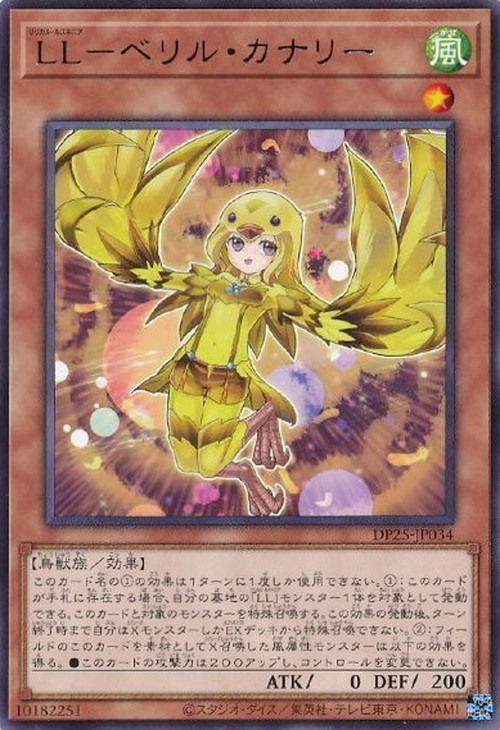 リリカル・ルスキニア
LL－ベリル・カナリー
かぜ
風
DP25-JP034
ちょうじゅう ぞく こう か
【鳥獣族／効果】
このカード名の①の効果は１ターンに１度しか使用できない。①：このカード
が手札に存在する場合、自分の墓地の「LL」モンスター１体を対象として発動
できる。このカードと対象のモンスターを特殊召喚する。この効果の発動後、ターン
終了時まで自分はXモンスターしかEXデッキから特殊召喚できない。②：フィー
ルドのこのカードを素材としてX召喚した風属性モンスターは以下の効果を
得る。●このカードの攻撃力は２００アップし、コントロールを変更できない。
ATK/ 0 DEF/ 200
10182251 ©スタジオ・ダイス／集英社・テレビ東京・KONAMI